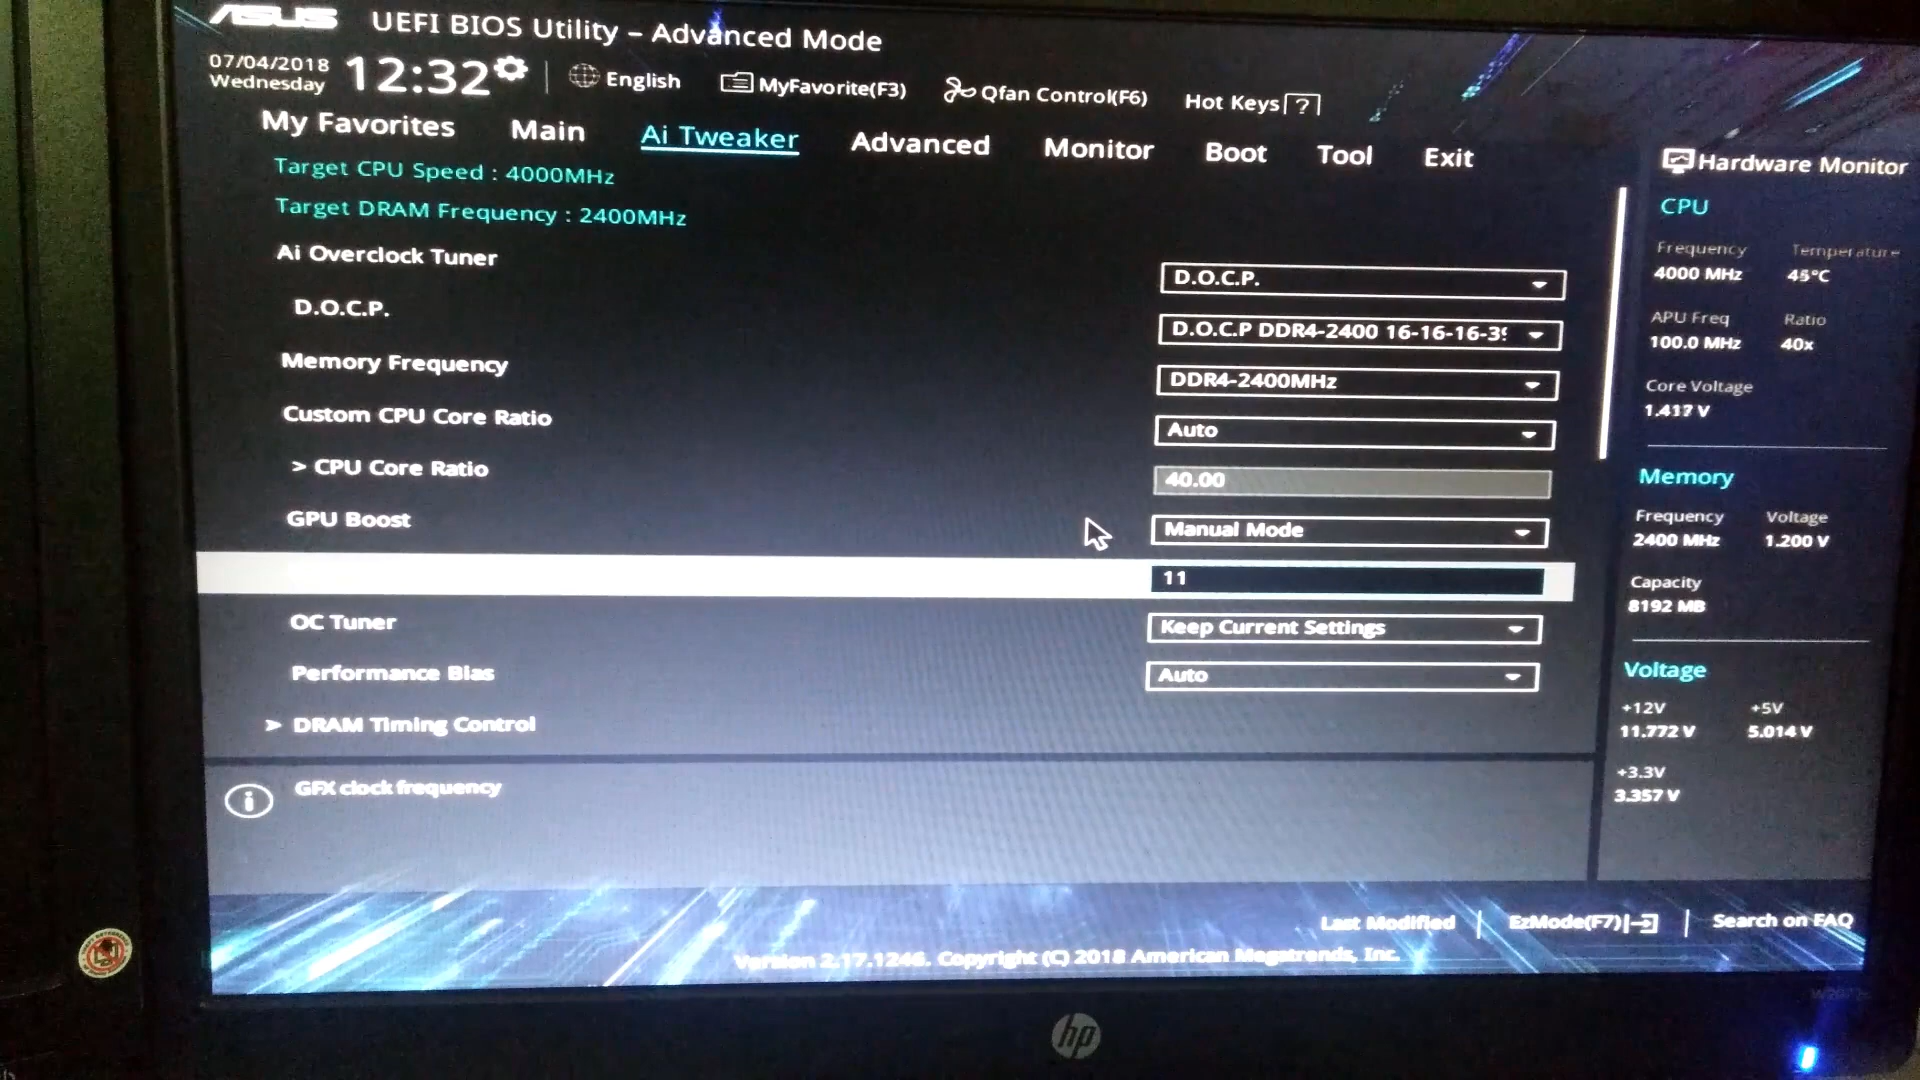 ASUS UEFI BIOS Utility – Advanced Mode
07/04/2018
Wednesday
12:32
English
MyFavorite(F3)
Qfan Control(F6)
Hot Keys ?
My Favorites Main Ai Tweaker Advanced Monitor Boot Tool Exit
Target CPU Speed : 4000MHz
Target DRAM Frequency : 2400MHz
Ai Overclock Tuner D.O.C.P.
D.O.C.P. D.O.C.P DDR4-2400 16-16-16-39
Memory Frequency DDR4-2400MHz
Custom CPU Core Ratio Auto
> CPU Core Ratio 40.00
GPU Boost Manual Mode
11
OC Tuner Keep Current Settings
Performance Bias Auto
> DRAM Timing Control
GFX clock frequency
Hardware Monitor
CPU
Frequency Temperature
4000 MHz 45°C
APU Freq Ratio
100.0 MHz 40x
Core Voltage
Memory
Frequency Voltage
2400 MHz 1.200 V
Capacity
8192 MB
Voltage
+12V +5V
11.772 V 5.014 V
+3.3V
3.357 V
Last Modified
EzMode(F7)
Search on FAQ
Version 2.17.1246. Copyright (C) 2018 American Megatrends, Inc.
hp